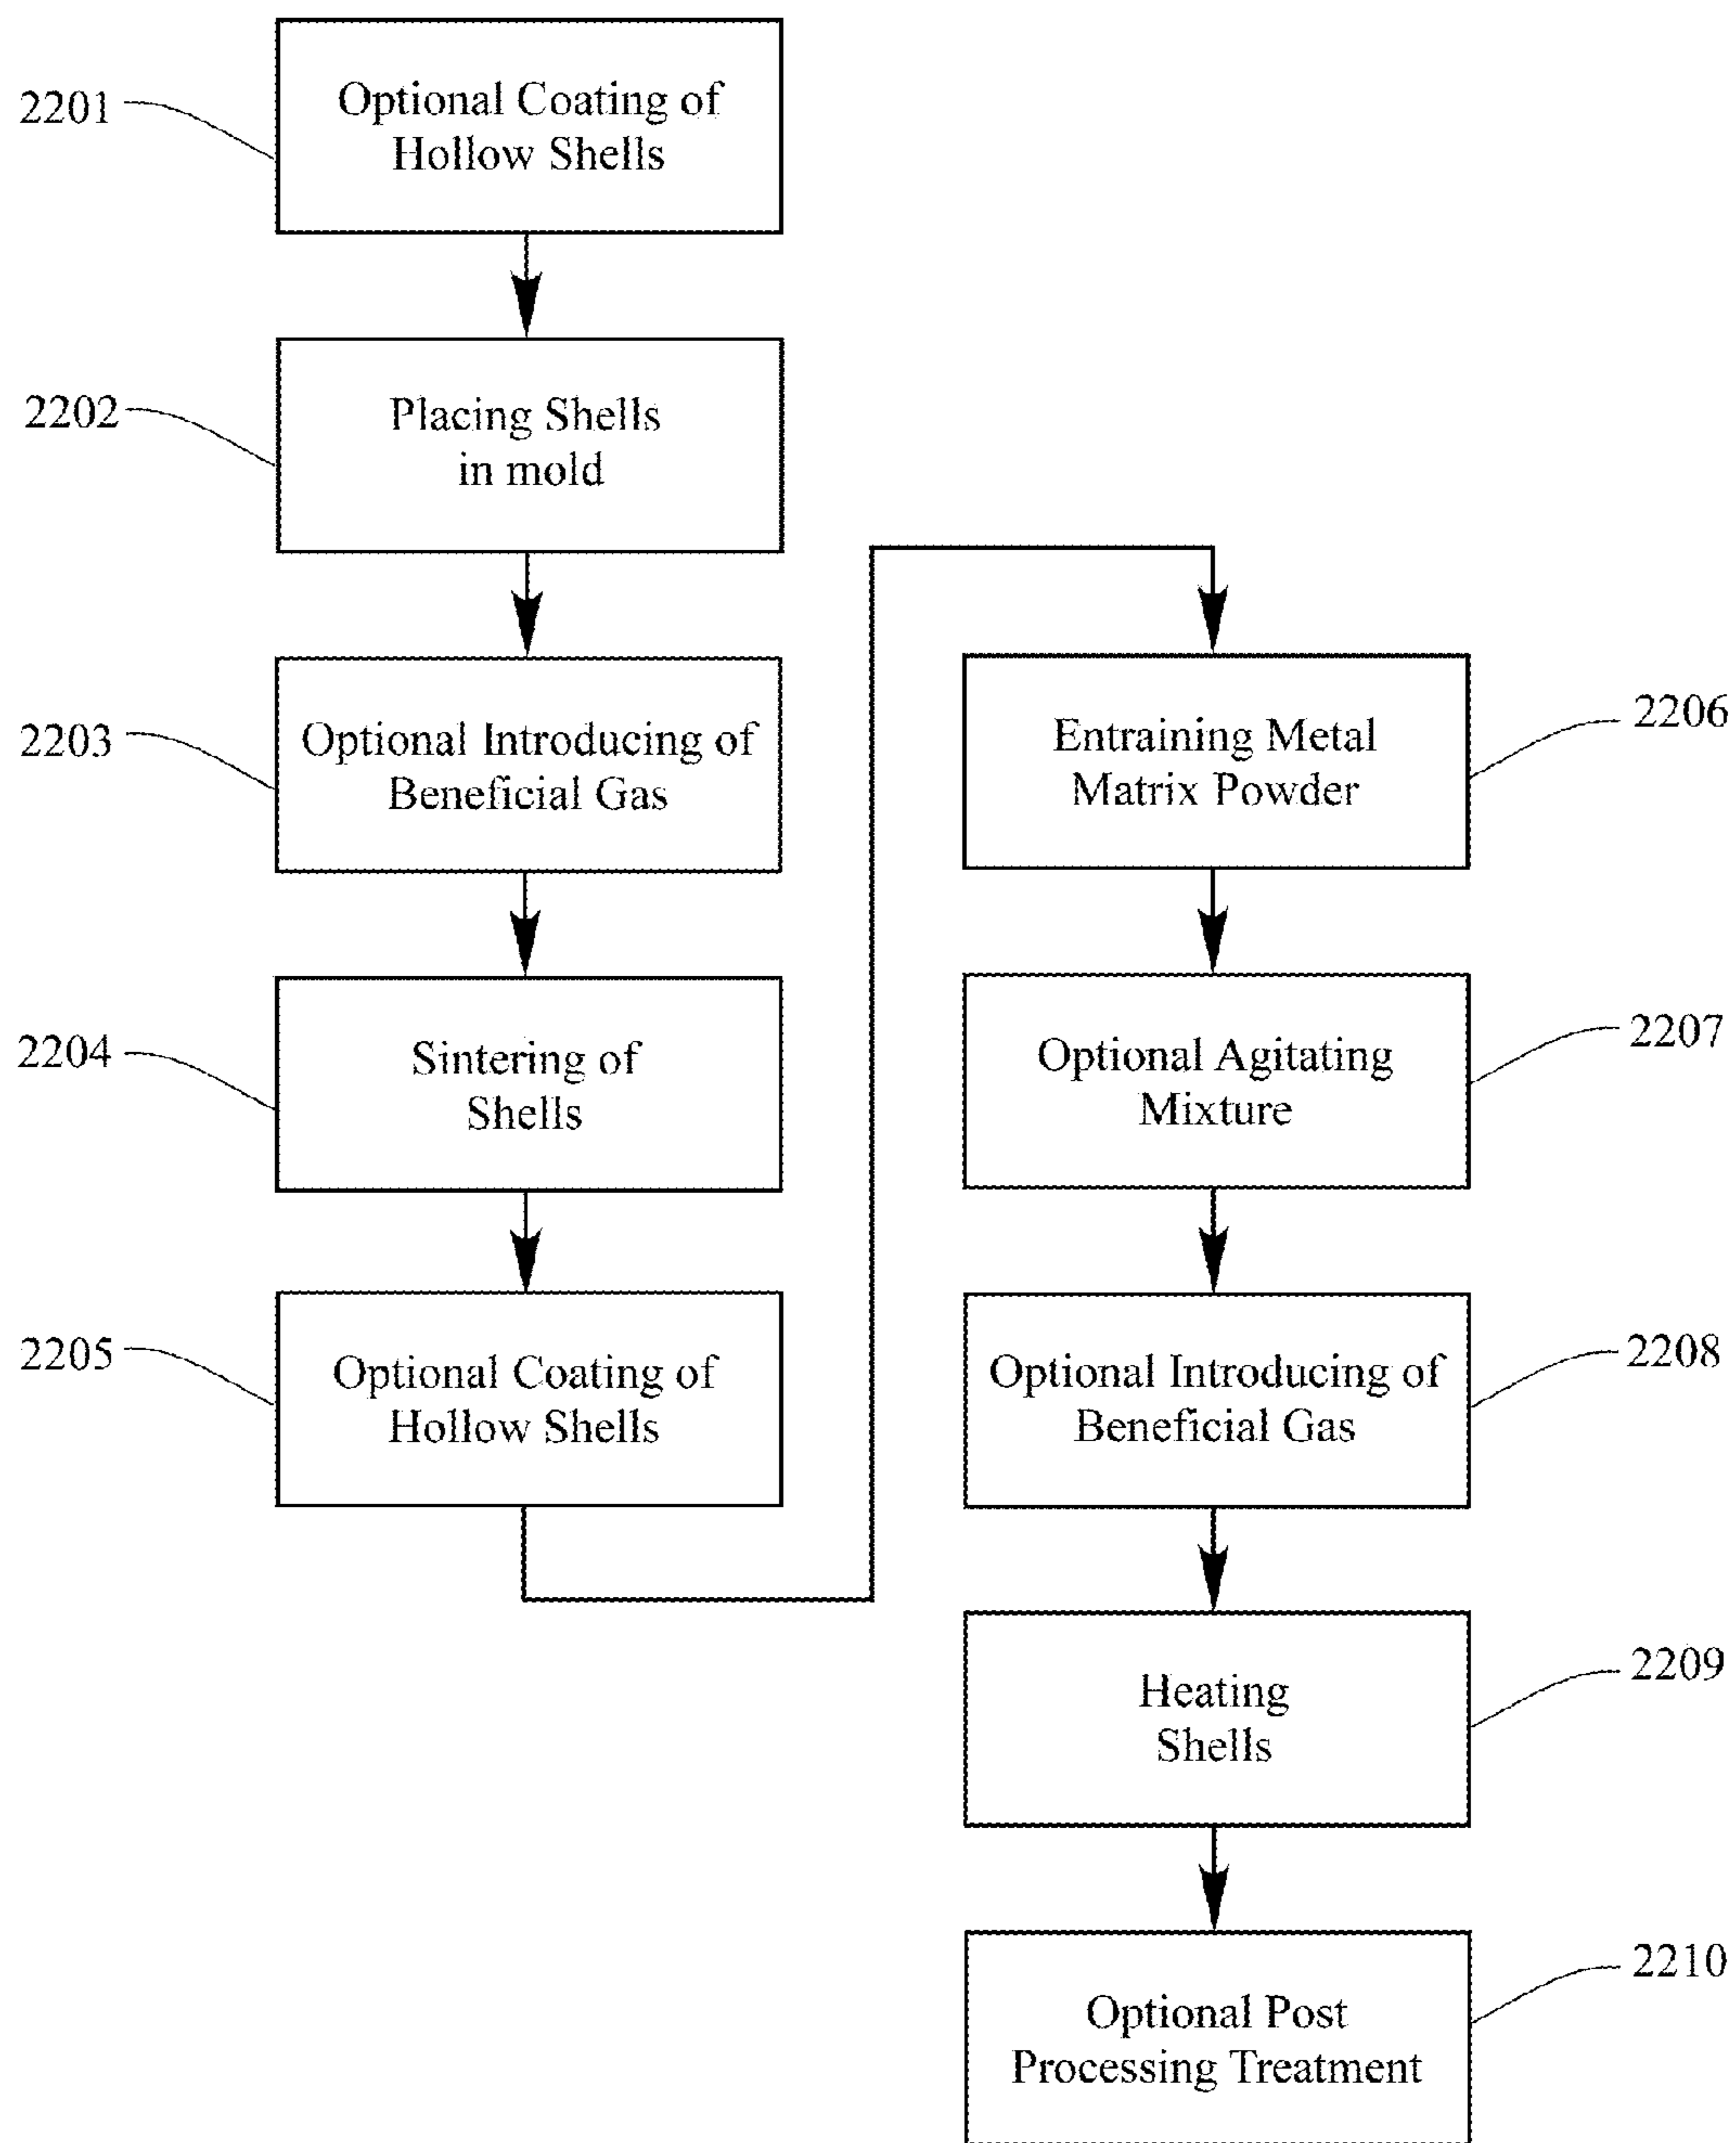 2201
Optional Coating of
Hollow Shells
2202
Placing Shells
in mold
2203
Optional Introducing of
Beneficial Gas
2204
Sintering of
Shells
2205
Optional Coating of
Hollow Shells
2206
Entraining Metal
Matrix Powder
2207
Optional Agitating
Mixture
2208
Optional Introducing of
Beneficial Gas
2209
Heating
Shells
2210
Optional Post
Processing Treatment